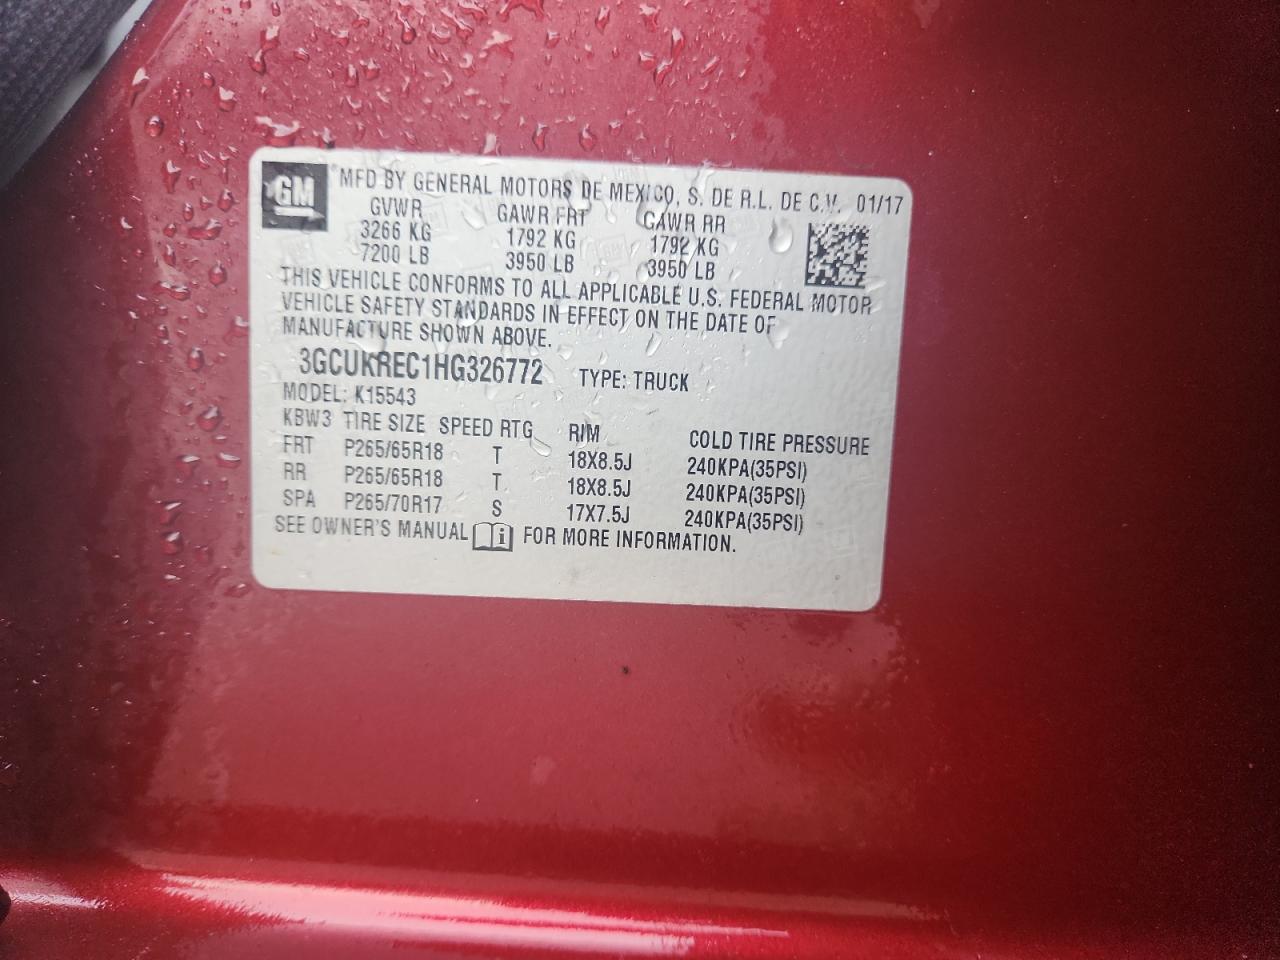 GM
MFD BY GENERAL MOTORS DE MEXICO, S. DE R.L. DE C.V. 01/17
GVWR GAWR FRT GAWR RR
3266 KG 1792 KG 1792 KG
7200 LB 3950 LB 3950 LB
THIS VEHICLE CONFORMS TO ALL APPLICABLE U.S. FEDERAL MOTOR
VEHICLE SAFETY STANDARDS IN EFFECT ON THE DATE OF
MANUFACTURE SHOWN ABOVE.
3GCUKREC1HG326772 TYPE: TRUCK
MODEL: K15543
KBW3 TIRE SIZE SPEED RTG RIM COLD TIRE PRESSURE
FRT P265/65R18 T 18X8.5J 240KPA(35PSI)
RR P265/65R18 T 18X8.5J 240KPA(35PSI)
SPA P265/70R17 S 17X7.5J 240KPA(35PSI)
SEE OWNER'S MANUAL FOR MORE INFORMATION.